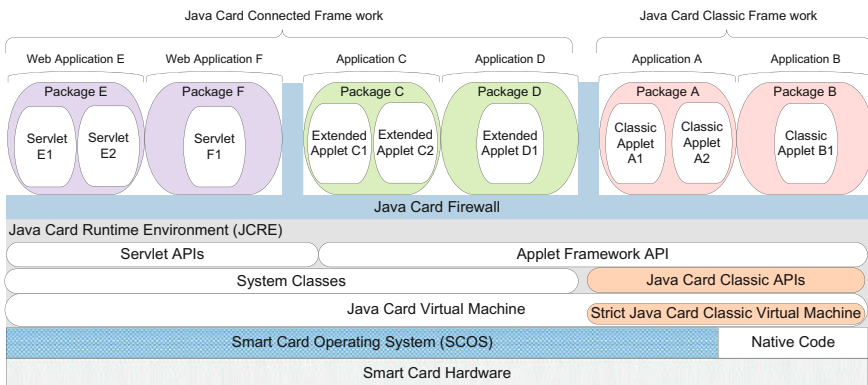 Java Card Connected Frame work
Java Card Classic Frame work
Web Application E
Web Application F
Application C
Application D
Application A
Application B
Package E
Package F
Package C
Package D
Package A
Package B
Servlet
E1
Servlet
E2
Servlet
F1
Extended
Applet C1
Extended
Applet C2
Extended
Applet D1
Classic
Applet
A1
Classic
Applet
A2
Classic
Applet B1
Java Card Firewall
Java Card Runtime Environment (JCRE)
Servlet APIs
Applet Framework API
System Classes
Java Card Classic APIs
Java Card Virtual Machine
Strict Java Card Classic Virtual Machine
Smart Card Operating System (SCOS)
Native Code
Smart Card Hardware